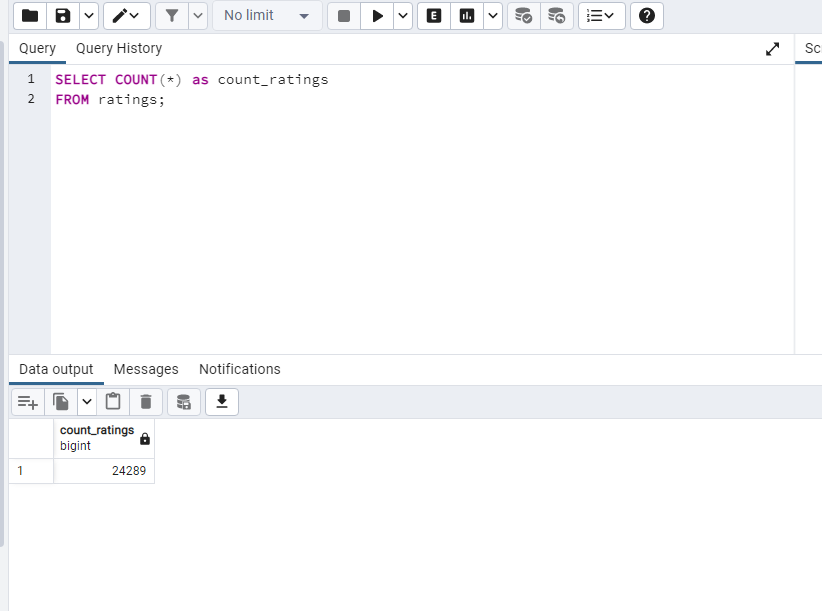 No limit
E
Query Query History
Sc
1 SELECT COUNT(*) as count_ratings
2 FROM ratings;
Data output Messages Notifications
count_ratings
bigint
1 24289